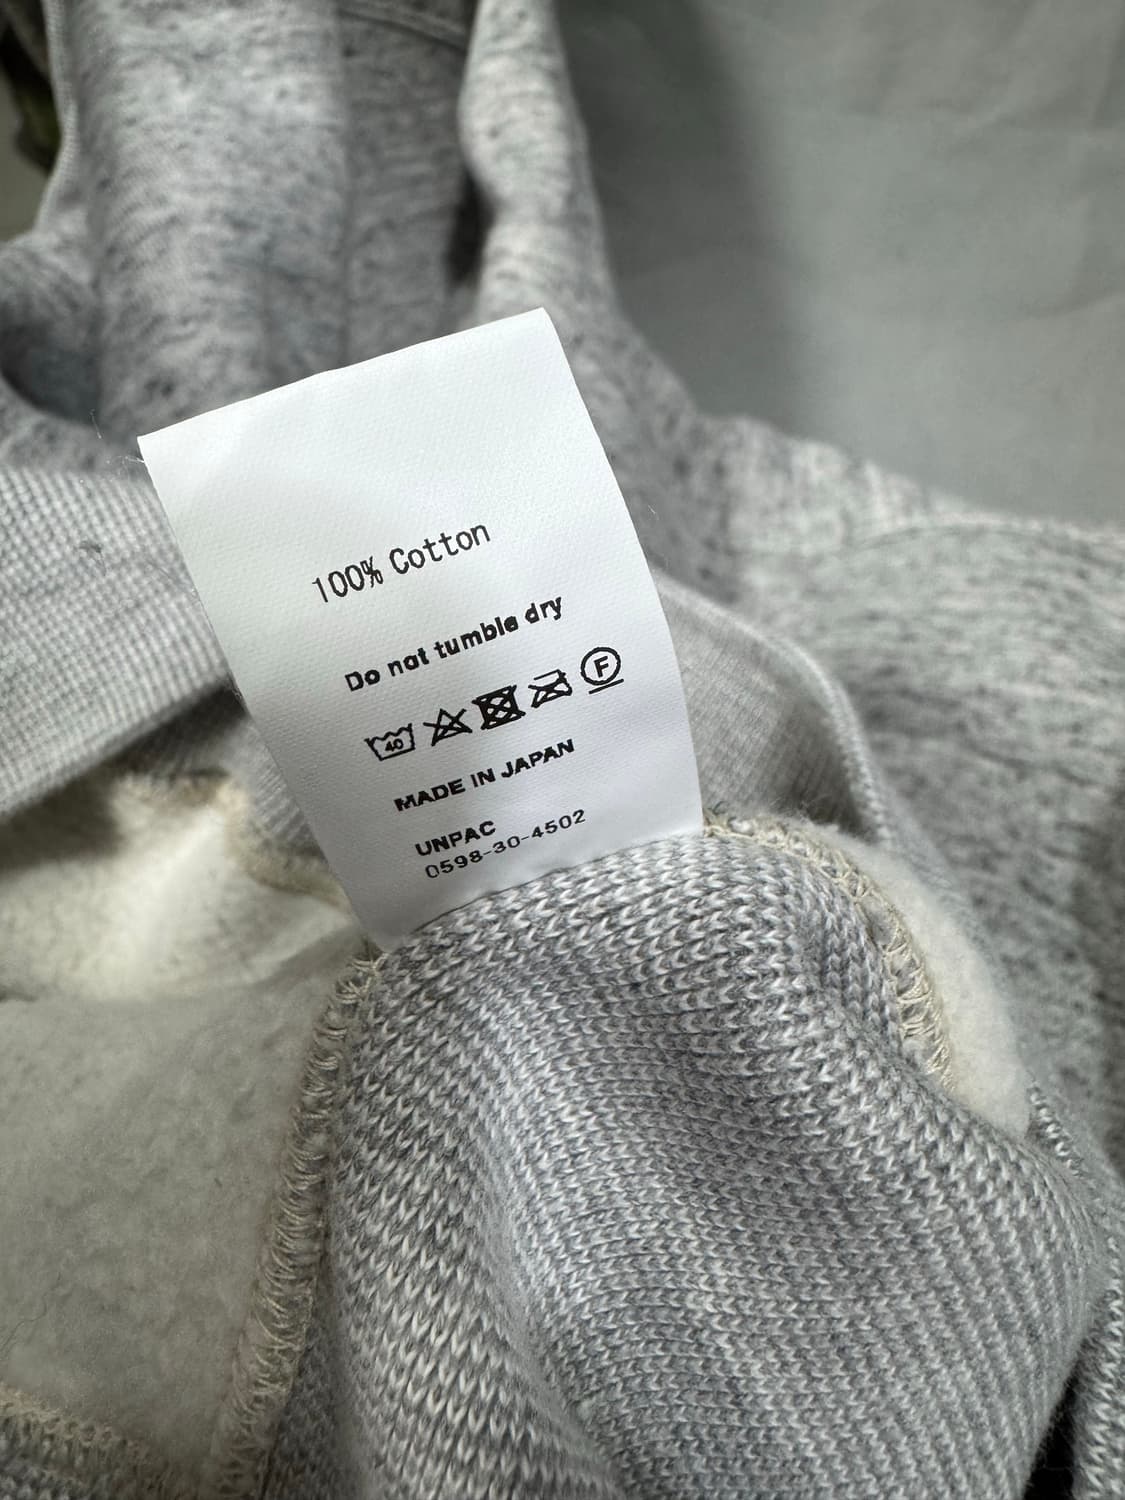 100% Cotton
Do not tumble dry
40 F
MADE IN JAPAN
UNPAC
0598-30-4502